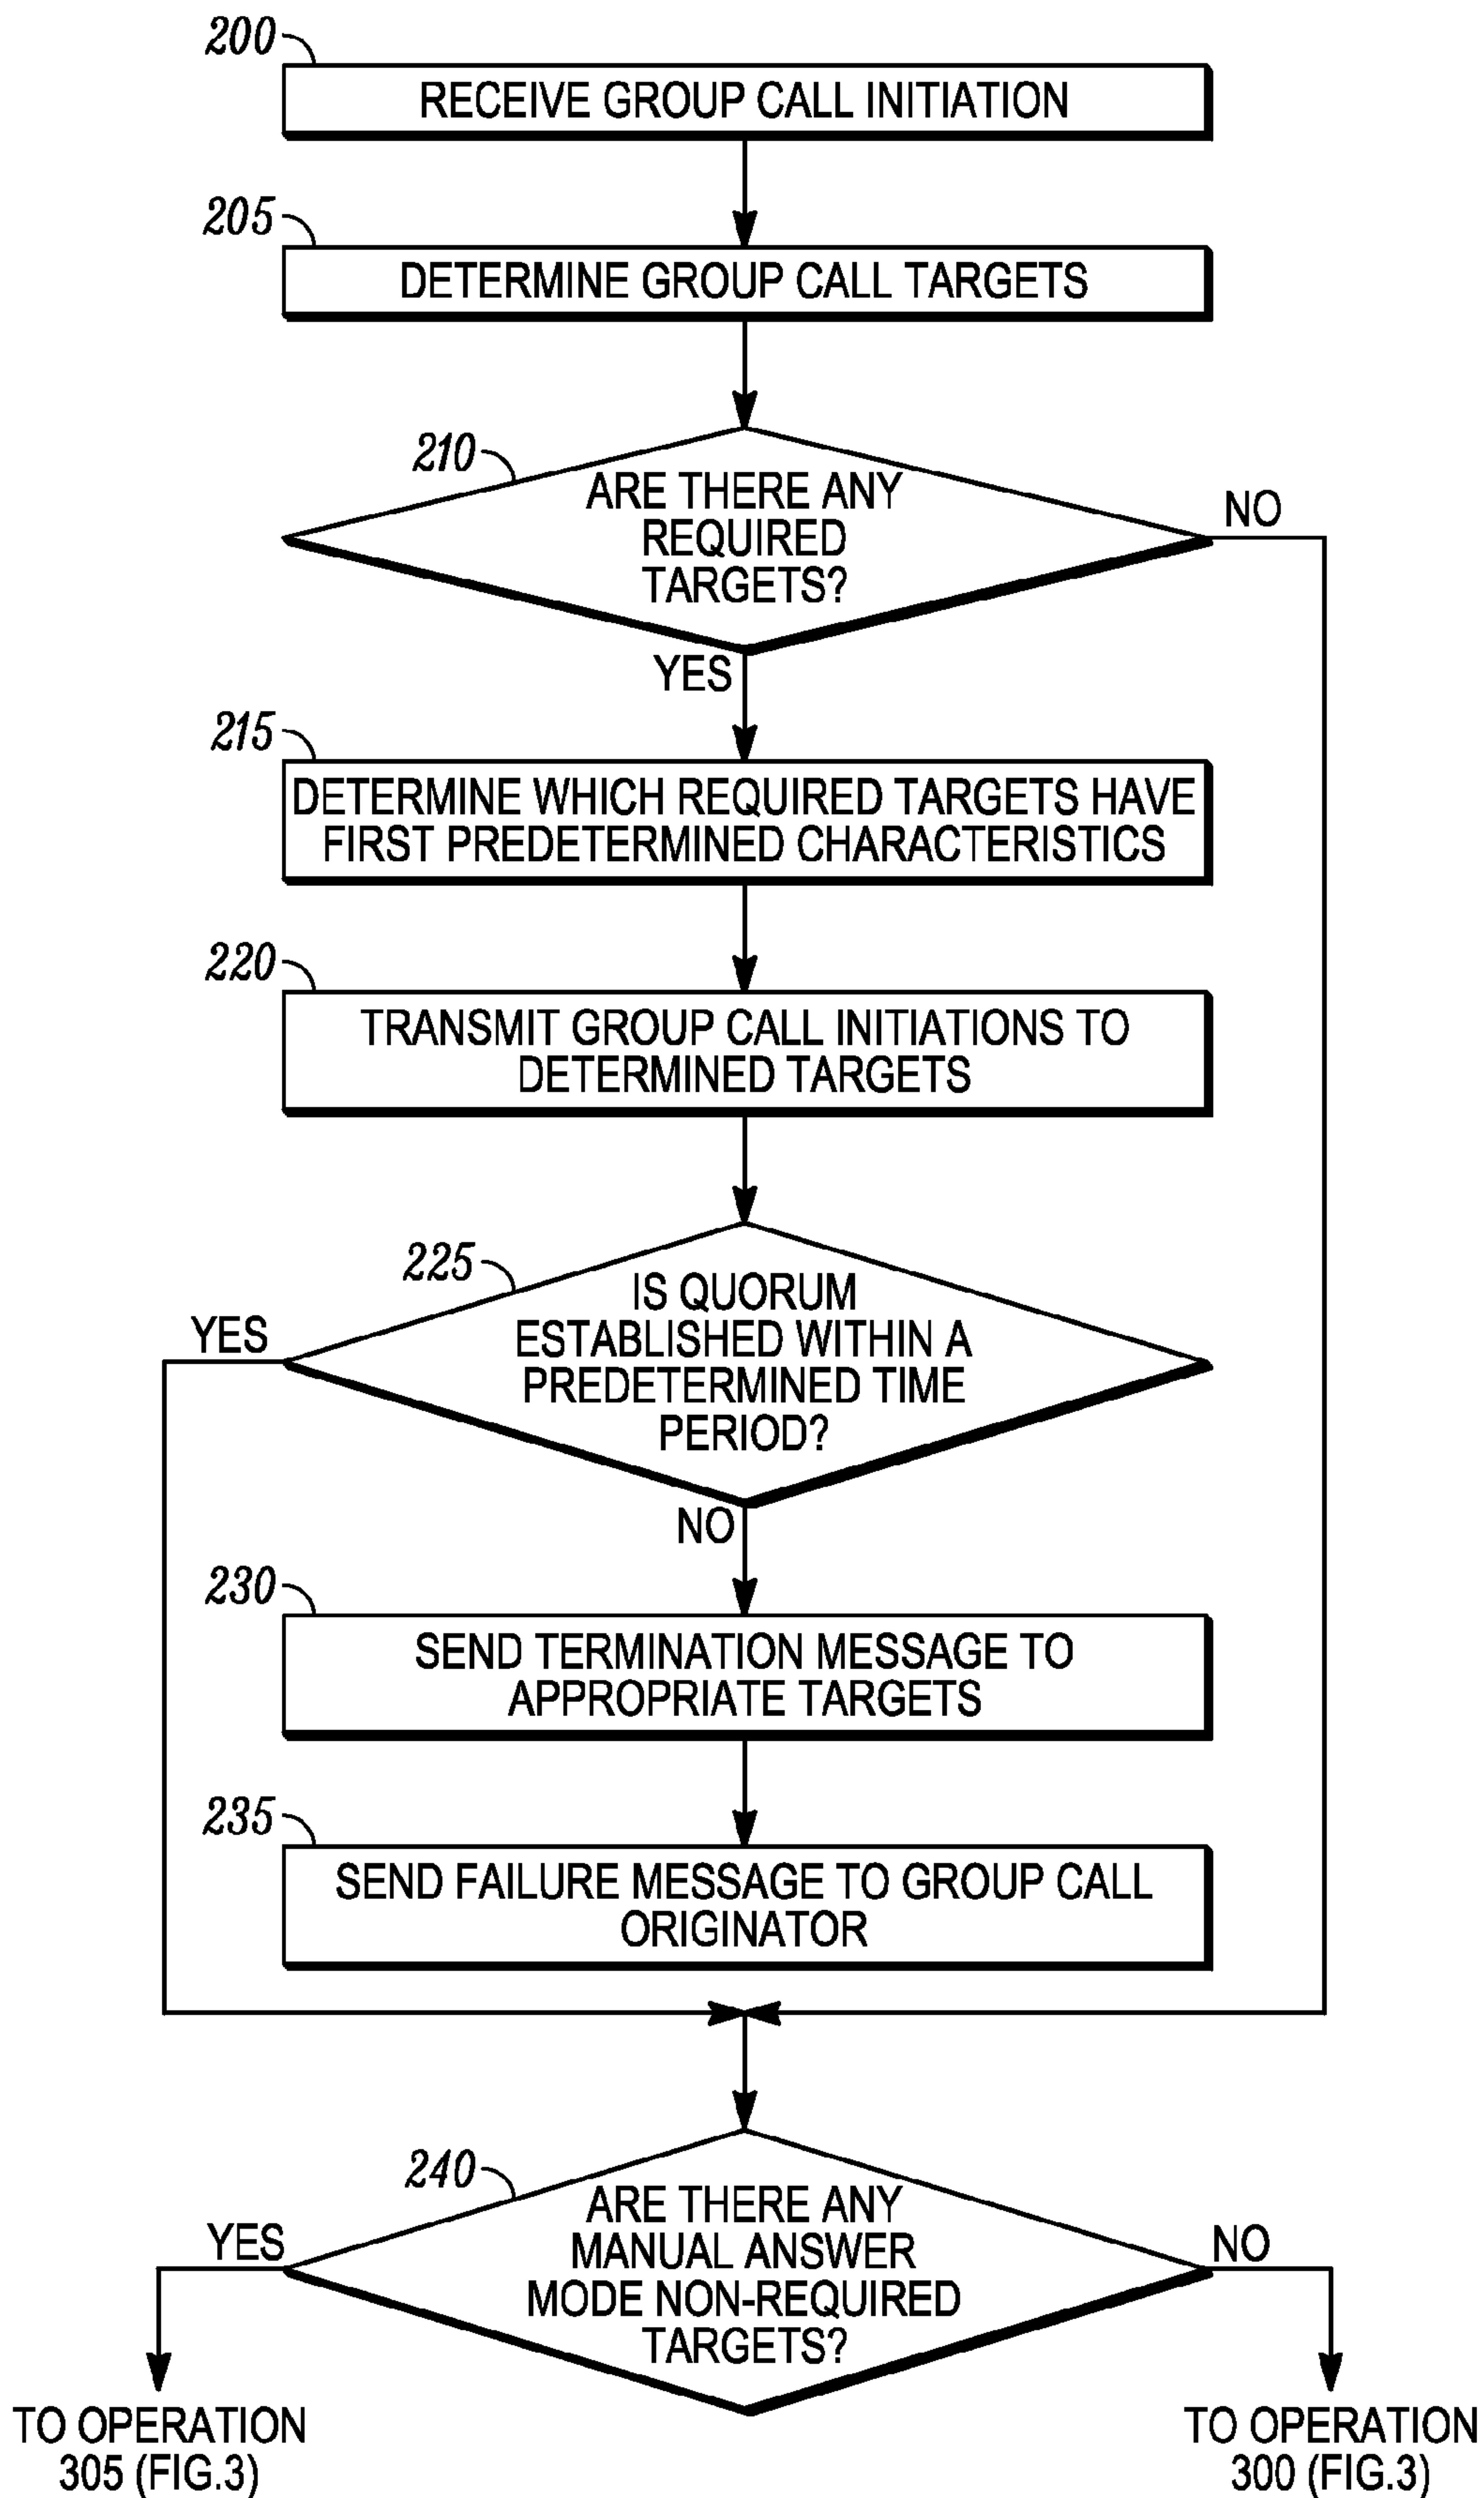 200
RECEIVE GROUP CALL INITIATION
205
DETERMINE GROUP CALL TARGETS
210
ARE THERE ANY
REQUIRED
TARGETS?
NO
YES
215
DETERMINE WHICH REQUIRED TARGETS HAVE
FIRST PREDETERMINED CHARACTERISTICS
220
TRANSMIT GROUP CALL INITIATIONS TO
DETERMINED TARGETS
225
IS QUORUM
ESTABLISHED WITHIN A
PREDETERMINED TIME
PERIOD?
YES
NO
230
SEND TERMINATION MESSAGE TO
APPROPRIATE TARGETS
235
SEND FAILURE MESSAGE TO GROUP CALL
ORIGINATOR
240
ARE THERE ANY
MANUAL ANSWER
MODE NON-REQUIRED
TARGETS?
YES
NO
TO OPERATION
305 (FIG.3)
TO OPERATION
300 (FIG.3)